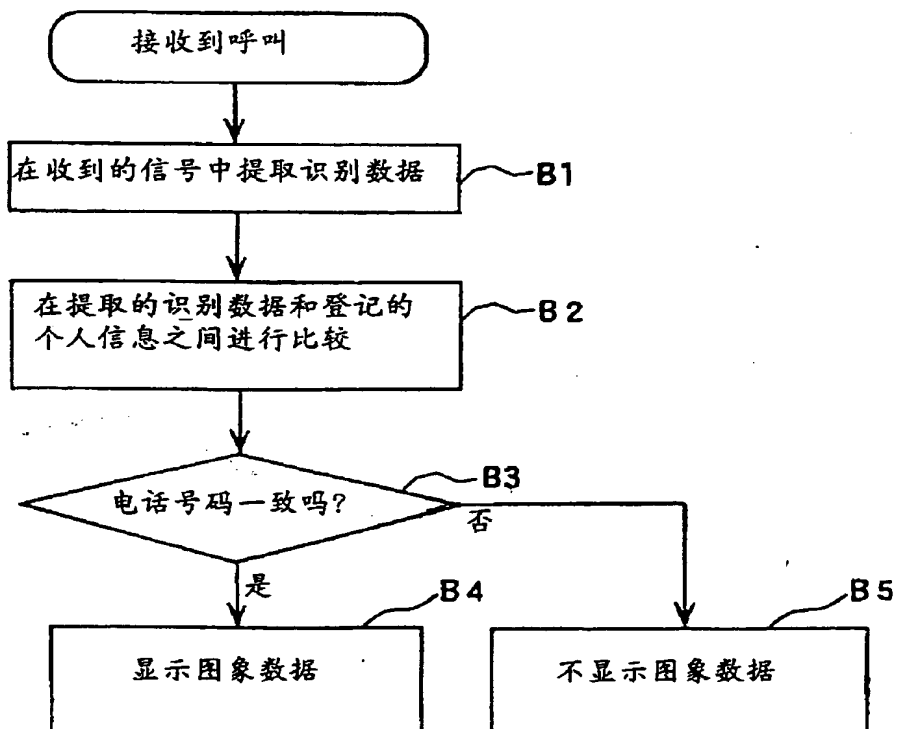 接收到呼叫
在收到的信号中提取识别数据
B1
在提取的识别数据和登记的
个人信息之间进行比较
B2
电话号码一致吗?
B3
否
是
B4
B5
显示图象数据
不显示图象数据